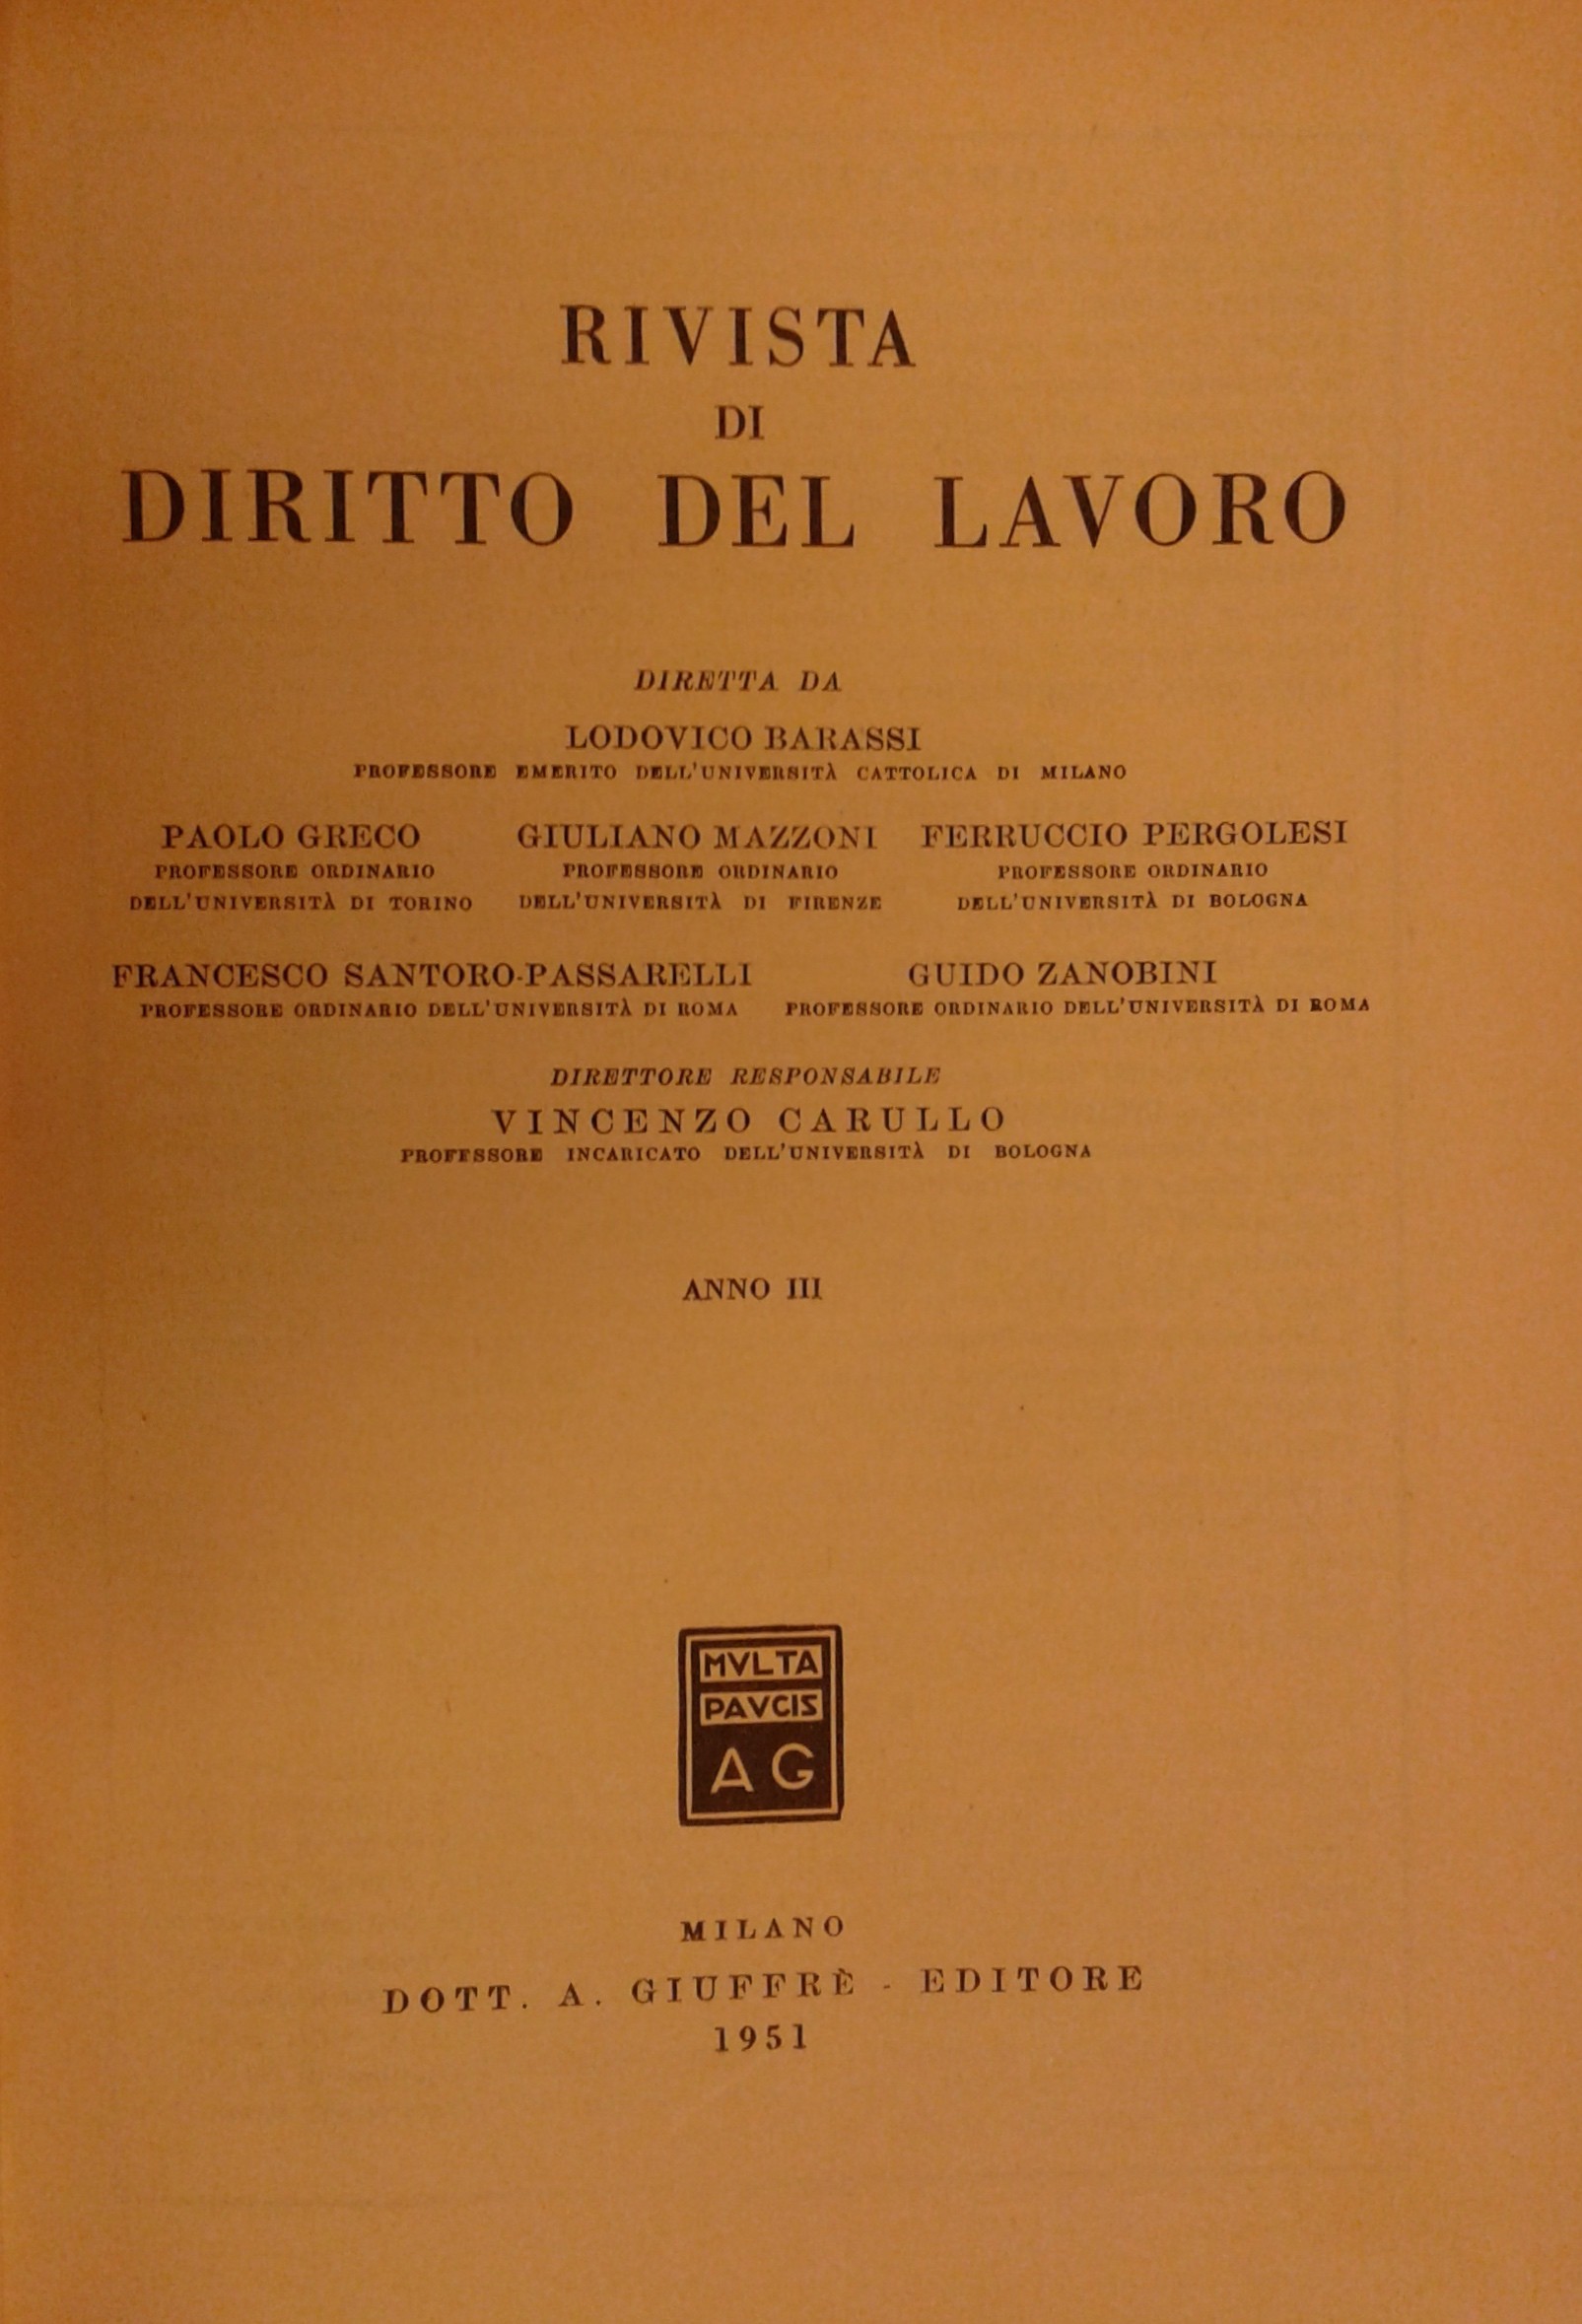 RIVISTA
DI
DIRITTO DEL LAVORO
DIRETTA DA
LODOVICO BARASSI
PROFESSORE EMERITO DELL'UNIVERSITÀ CATTOLICA DI MILANO
PAOLO GRECO GIULIANO MAZZONI FERRUCCIO PERGOLESI
PROFESSORE ORDINARIO PROFESSORE ORDINARIO PROFESSORE ORDINARIO
DELL'UNIVERSITÀ DI TORINO DELL'UNIVERSITÀ DI FIRENZE DELL'UNIVERSITÀ DI BOLOGNA
FRANCESCO SANTORO-PASSARELLI GUIDO ZANOBINI
PROFESSORE ORDINARIO DELL'UNIVERSITÀ DI ROMA PROFESSORE ORDINARIO DELL'UNIVERSITÀ DI ROMA
DIRETTORE RESPONSABILE
VINCENZO CARULLO
PROFESSORE INCARICATO DELL'UNIVERSITÀ DI BOLOGNA
ANNO III
MVLTA
PAVCIS
A G
MILANO
DOTT. A. GIUFFRÈ - EDITORE
1951